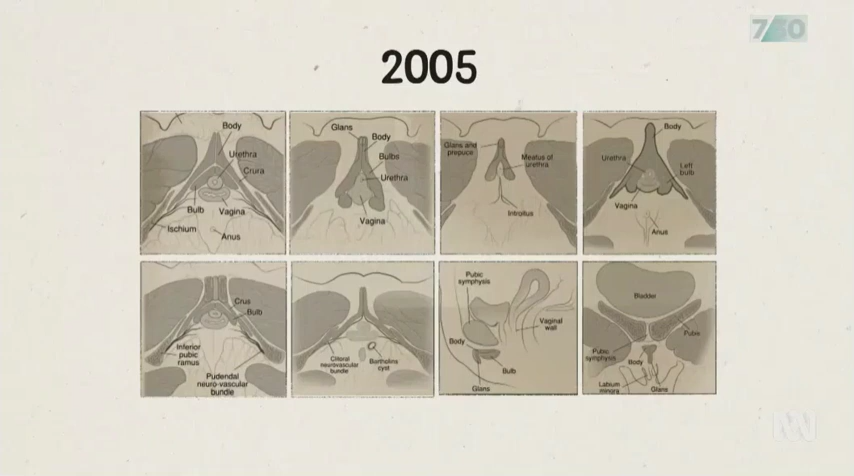 7/30
2005
Body
Urethra
Crura
Bulb
Vagina
Ischium
Anus
Glans
Body
Bulbs
Urethra
Vagina
Glans and
prepuce
Meatus of
urethra
Introitus
Body
Urethra
Left
bulb
Vagina
Anus
Crus
Bulb
Inferior
pubic
ramus
Pudendal
neuro-vascular
bundle
Clitoral
neurovascular
bundle
Bartholins
cyst
Pubic
symphysis
Vaginal
wall
Body
Bulb
Glans
Bladder
Pubis
Pubic
symphysis
Body
Labium
minora
Glans